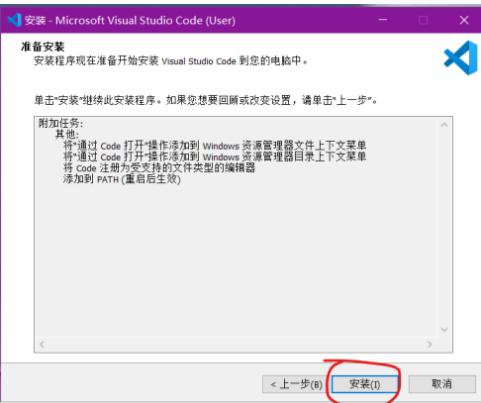 安装 - Microsoft Visual Studio Code (User)
准备安装
安装程序现在准备开始安装 Visual Studio Code 到您的电脑中。
单击“安装”继续此安装程序。如果您想要回顾或改变设置，请单击“上一步”。
附加任务:
其他:
将“通过 Code 打开”操作添加到 Windows 资源管理器文件上下文菜单
将“通过 Code 打开”操作添加到 Windows 资源管理器目录上下文菜单
将 Code 注册为受支持的文件类型的编辑器
添加到 PATH (重启后生效)
< 上一步(B) 安装(I) 取消